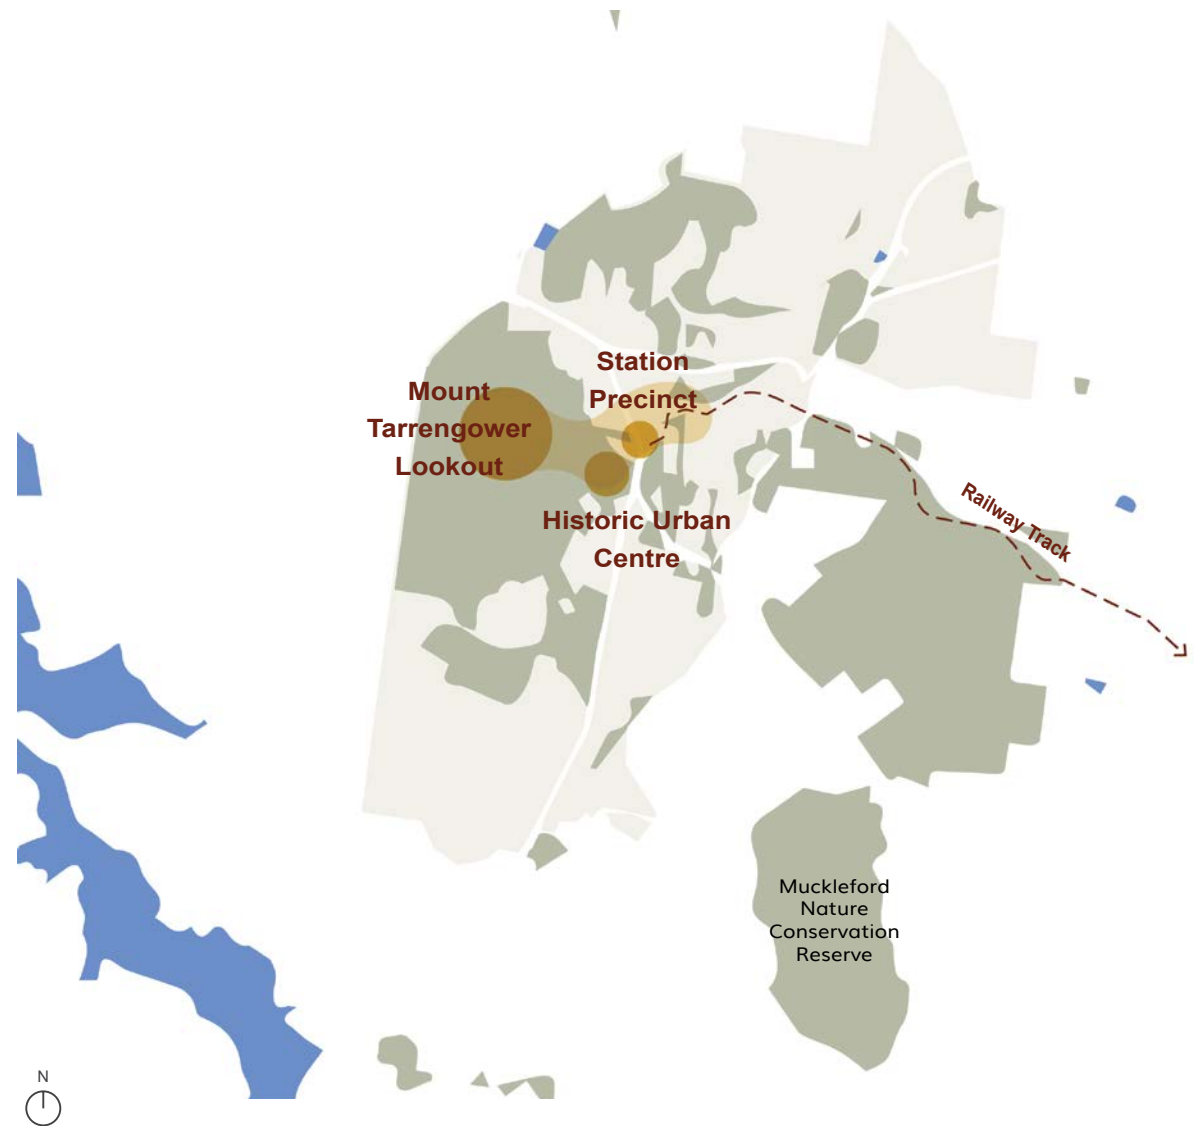 Station
Precinct
Mount
Tarrengower
Lookout
Historic Urban
Centre
Railway Track
Muckleford
Nature
Conservation
Reserve
N